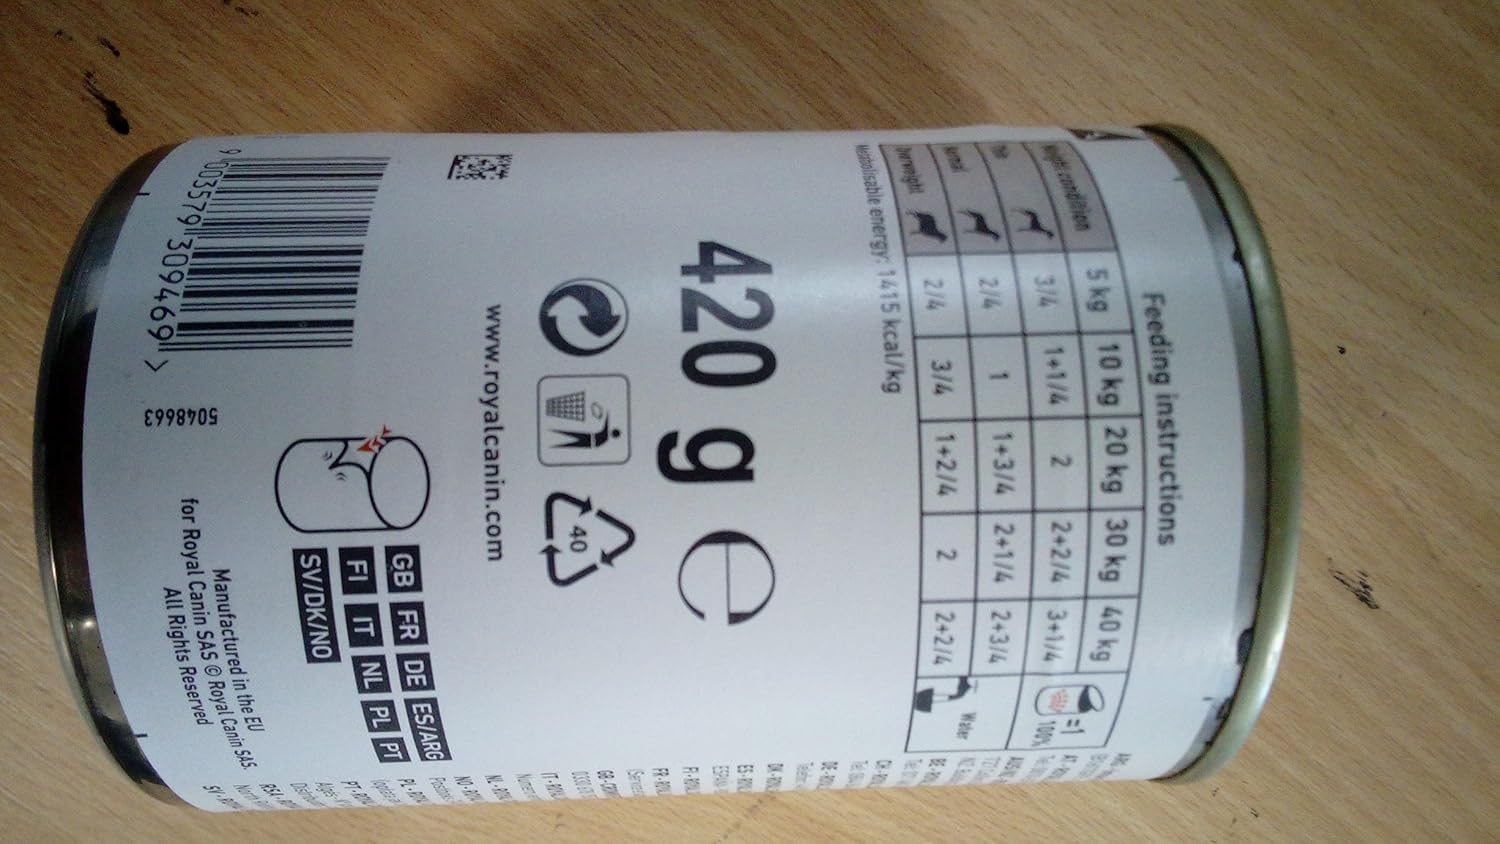 Feeding instructions
Weight condition 5 kg 10 kg 20 kg 30 kg 40 kg =1 100%
Thin 3/4 1+1/4 2 2+2/4 3+1/4
Normal 2/4 1 1+3/4 2+1/4 2+3/4 Water
Overweight 2/4 3/4 1+2/4 2 2+2/4
Metabolisable energy: 1415 kcal/kg
420 g e
40
www.royalcanin.com
GB FR DE ES/ARG
FI IT NL PL PT
SV/DK/NO
9 003579 309469 >
5048663
Manufactured in the EU
for Royal Canin SAS © Royal Canin SAS.
All Rights Reserved